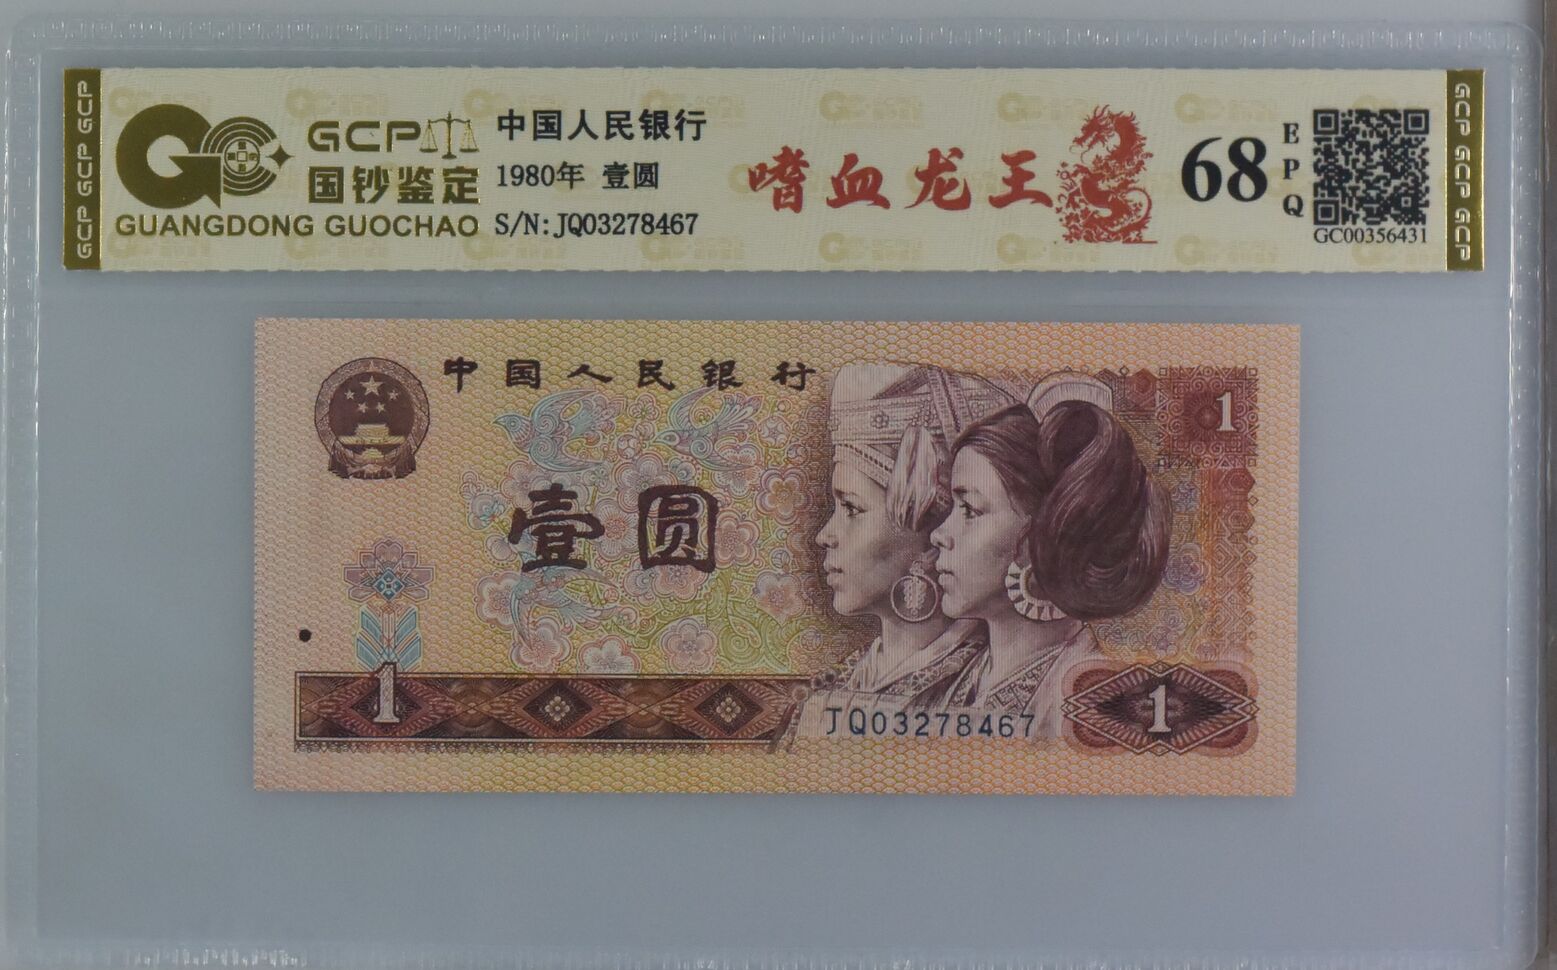 GCP GCP GCP
GCP
国钞鉴定
GUANGDONG GUOCHAO
中国人民银行
1980年 壹圆
S/N:JQ03278467
嗜血龙王
68
EPQ
GC00356431
GCP GCP GCP
中国人民银行
1
壹圆
1
JQ03278467
1